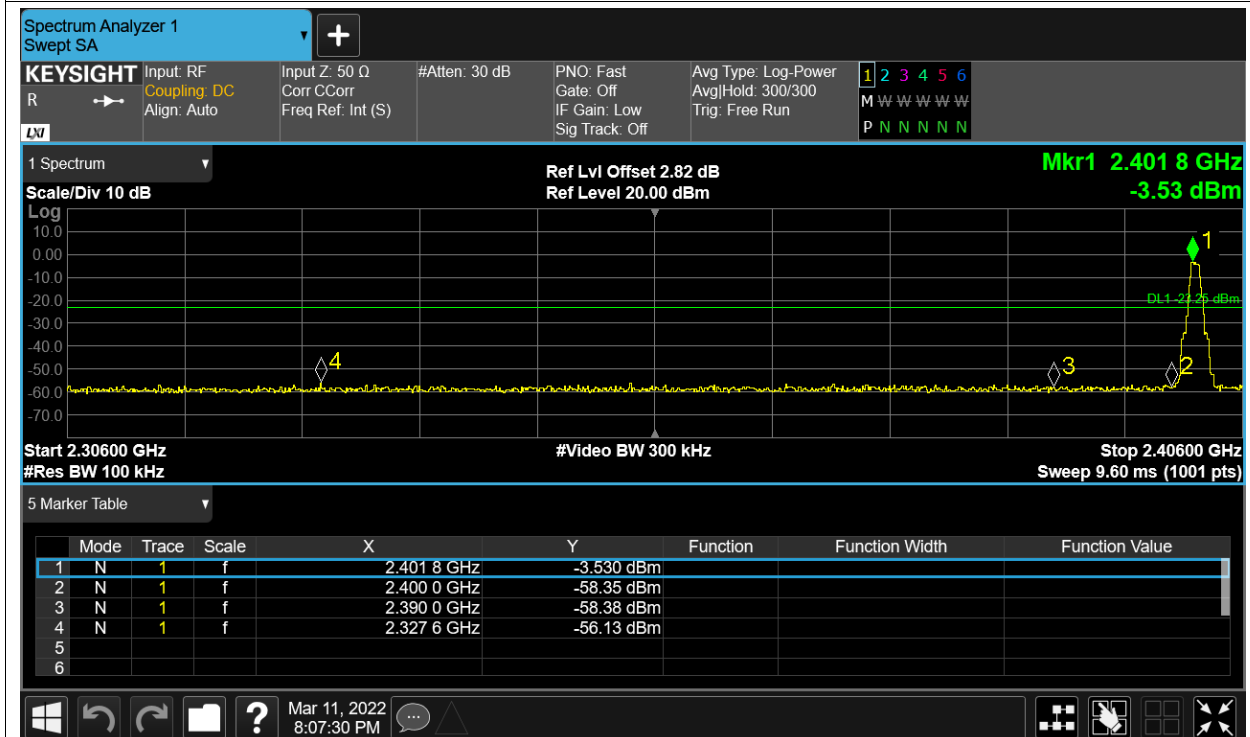 Spectrum Analyzer 1
Swept SA
+
KEYSIGHT Input: RF Input Z: 50 Ω #Atten: 30 dB PNO: Fast Avg Type: Log-Power 1 2 3 4 5 6
R Coupling: DC Corr CCorr Gate: Off Avg|Hold: 300/300 M W W W W W W
Align: Auto Freq Ref: Int (S) IF Gain: Low Trig: Free Run
LXI Sig Track: Off P N N N N N N
1 Spectrum Ref Lvl Offset 2.82 dB Mkr1 2.401 8 GHz
Scale/Div 10 dB Ref Level 20.00 dBm -3.53 dBm
Log
10.0
1
0.00
-10.0
-20.0 DL1 -23.25 dBm
-30.0
-40.0
4 3 2
-50.0
-60.0
-70.0
Start 2.30600 GHz #Video BW 300 kHz Stop 2.40600 GHz
#Res BW 100 kHz Sweep 9.60 ms (1001 pts)
5 Marker Table
Mode Trace Scale X Y Function Function Width Function Value
1 N 1 f 2.401 8 GHz -3.530 dBm
2 N 1 f 2.400 0 GHz -58.35 dBm
3 N 1 f 2.390 0 GHz -58.38 dBm
4 N 1 f 2.327 6 GHz -56.13 dBm
5
6
? Mar 11, 2022
8:07:30 PM